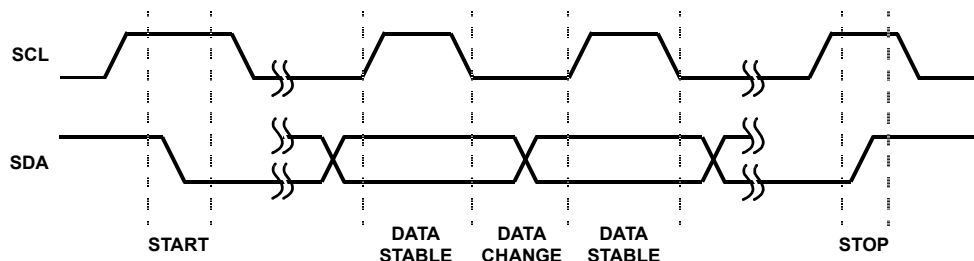 SCL
SDA
START
DATA STABLE
DATA CHANGE
DATA STABLE
STOP